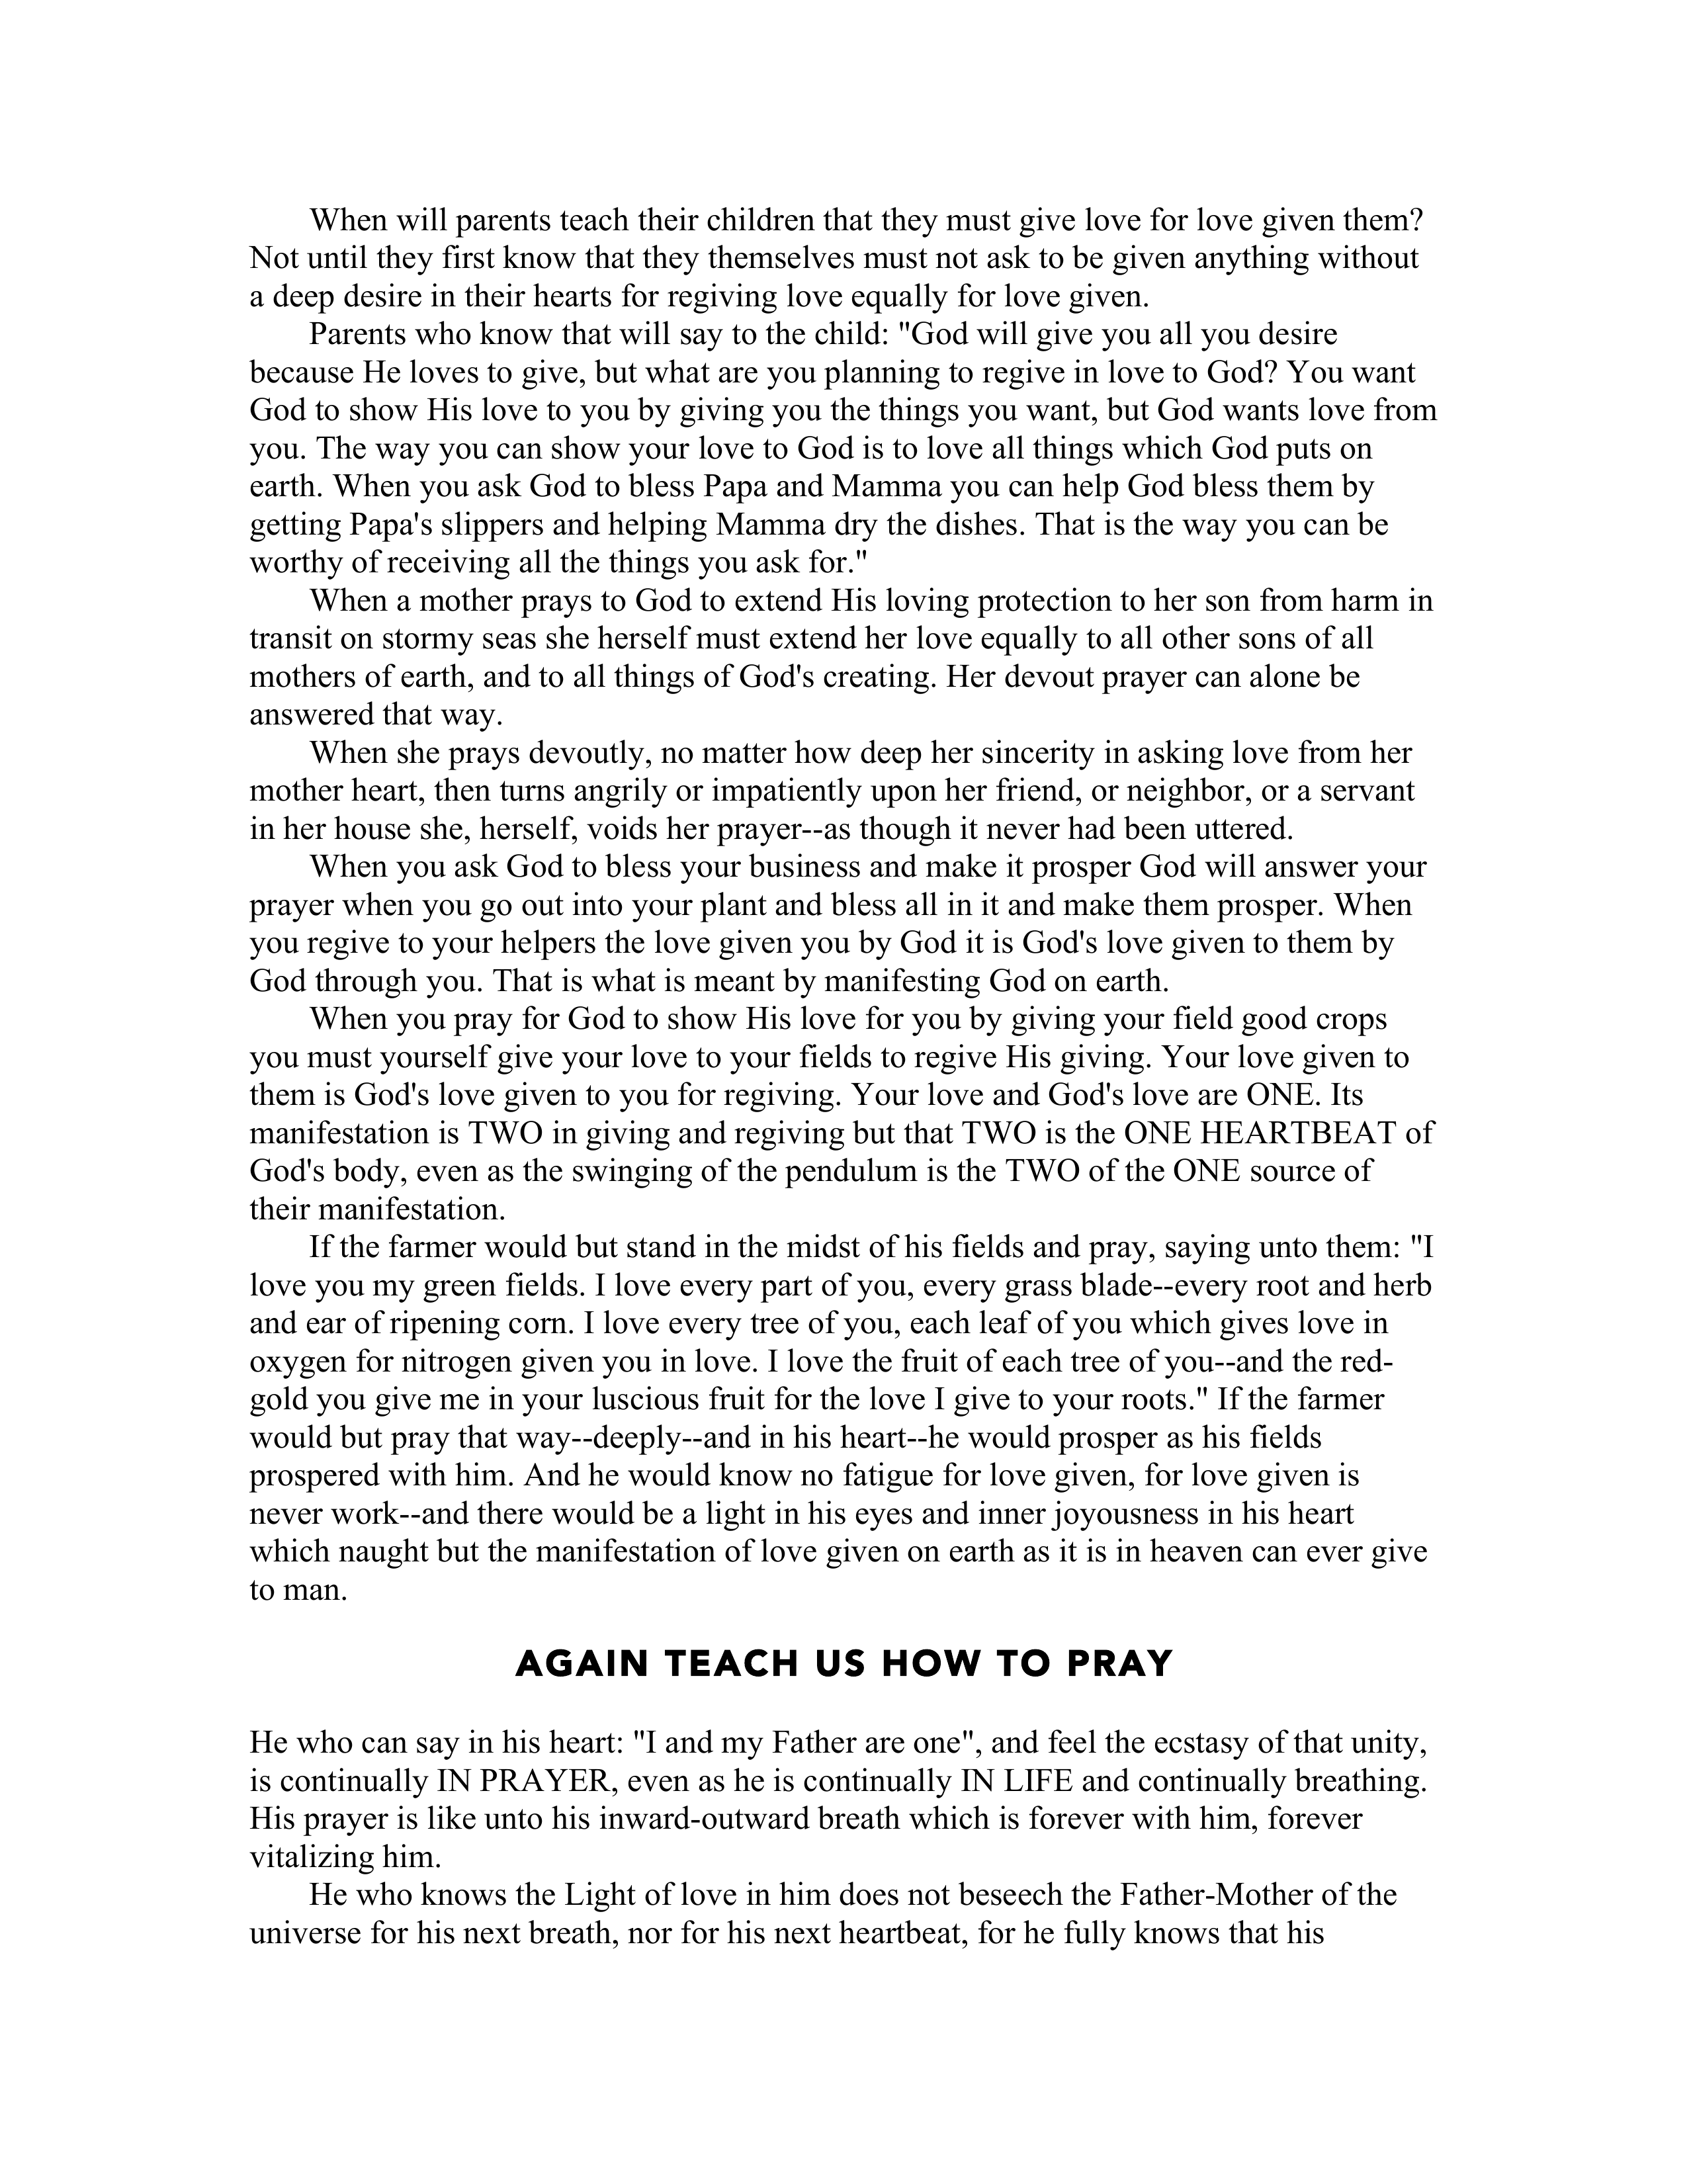 When will parents teach their children that they must give love for love given them?
Not until they first know that they themselves must not ask to be given anything without
a deep desire in their hearts for regiving love equally for love given.
Parents who know that will say to the child: "God will give you all you desire
because He loves to give, but what are you planning to regive in love to God? You want
God to show His love to you by giving you the things you want, but God wants love from
you. The way you can show your love to God is to love all things which God puts on
earth. When you ask God to bless Papa and Mamma you can help God bless them by
getting Papa's slippers and helping Mamma dry the dishes. That is the way you can be
worthy of receiving all the things you ask for."
When a mother prays to God to extend His loving protection to her son from harm in
transit on stormy seas she herself must extend her love equally to all other sons of all
mothers of earth, and to all things of God's creating. Her devout prayer can alone be
answered that way.
When she prays devoutly, no matter how deep her sincerity in asking love from her
mother heart, then turns angrily or impatiently upon her friend, or neighbor, or a servant
in her house she, herself, voids her prayer--as though it never had been uttered.
When you ask God to bless your business and make it prosper God will answer your
prayer when you go out into your plant and bless all in it and make them prosper. When
you regive to your helpers the love given you by God it is God's love given to them by
God through you. That is what is meant by manifesting God on earth.
When you pray for God to show His love for you by giving your field good crops
you must yourself give your love to your fields to regive His giving. Your love given to
them is God's love given to you for regiving. Your love and God's love are ONE. Its
manifestation is TWO in giving and regiving but that TWO is the ONE HEARTBEAT of
God's body, even as the swinging of the pendulum is the TWO of the ONE source of
their manifestation.
If the farmer would but stand in the midst of his fields and pray, saying unto them: "I
love you my green fields. I love every part of you, every grass blade--every root and herb
and ear of ripening corn. I love every tree of you, each leaf of you which gives love in
oxygen for nitrogen given you in love. I love the fruit of each tree of you--and the red-
gold you give me in your luscious fruit for the love I give to your roots." If the farmer
would but pray that way--deeply--and in his heart--he would prosper as his fields
prospered with him. And he would know no fatigue for love given, for love given is
never work--and there would be a light in his eyes and inner joyousness in his heart
which naught but the manifestation of love given on earth as it is in heaven can ever give
to man.
AGAIN TEACH US HOW TO PRAY
He who can say in his heart: "I and my Father are one", and feel the ecstasy of that unity,
is continually IN PRAYER, even as he is continually IN LIFE and continually breathing.
His prayer is like unto his inward-outward breath which is forever with him, forever
vitalizing him.
He who knows the Light of love in him does not beseech the Father-Mother of the
universe for his next breath, nor for his next heartbeat, for he fully knows that his